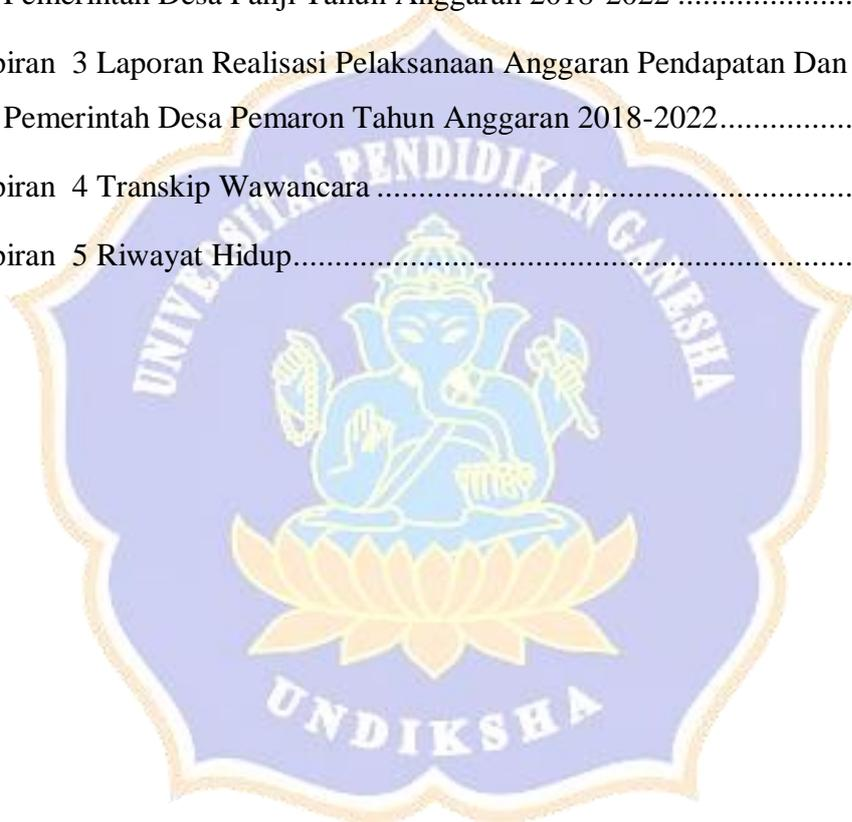 Pemerintah Desa Panji Tahun Anggaran 2018-2022 ....................
piran 3 Laporan Realisasi Pelaksanaan Anggaran Pendapatan Dan
Pemerintah Desa Pemaron Tahun Anggaran 2018-2022................
piran 4 Transkip Wawancara .........................................................
piran 5 Riwayat Hidup...................................................................
UNIVERSITAS PENDIDIKAN GANESHA
UNDIKSHA